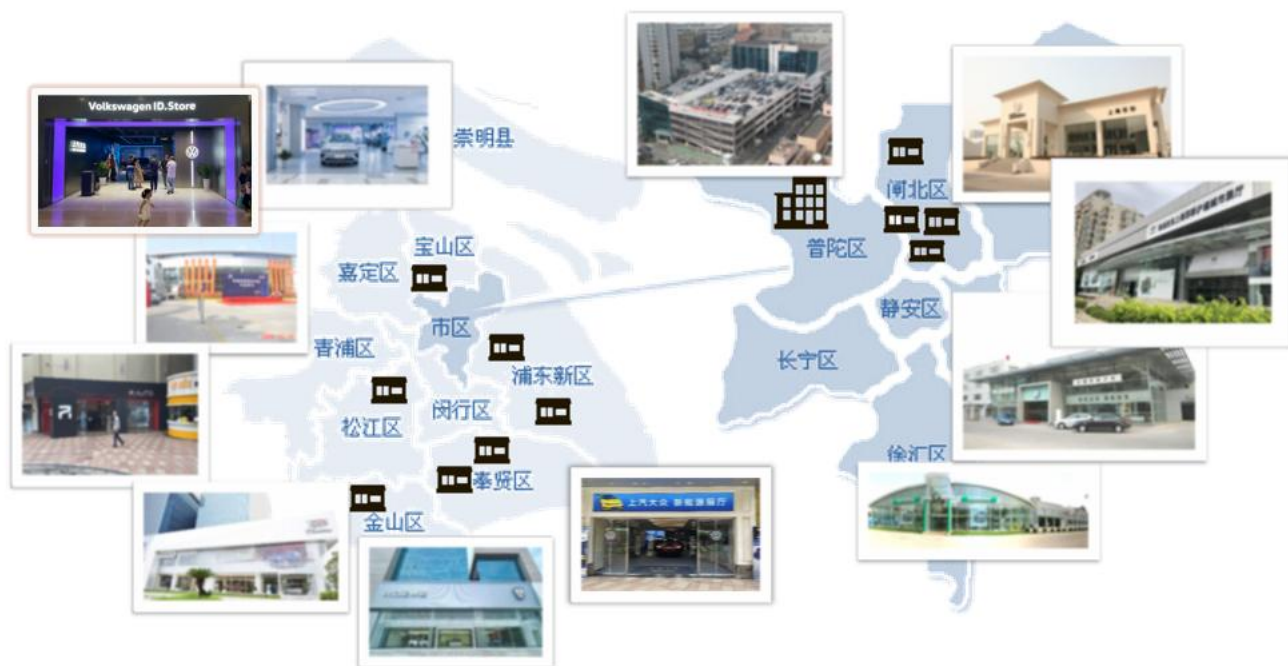 Volkswagen ID.Store
崇明县
宝山区
嘉定区
市区
青浦区
浦东新区
松江区
闵行区
奉贤区
金山区
闸北区
普陀区
静安区
长宁区
徐汇区
上汽大众 新能源展厅